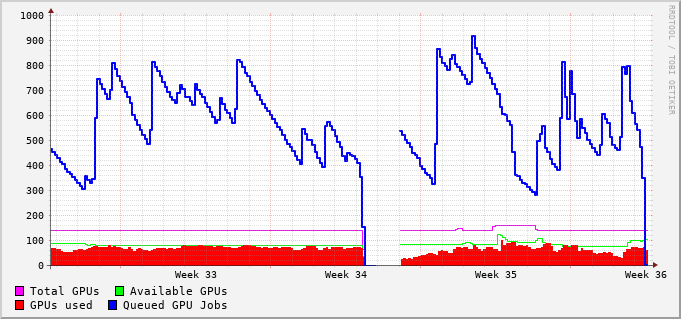 RRDTOOL / TOBI OETIKER
1000
900
800
700
600
500
400
300
200
100
0
Week 33 Week 34 Week 35 Week 36
Total GPUs Available GPUs
GPUs used Queued GPU Jobs